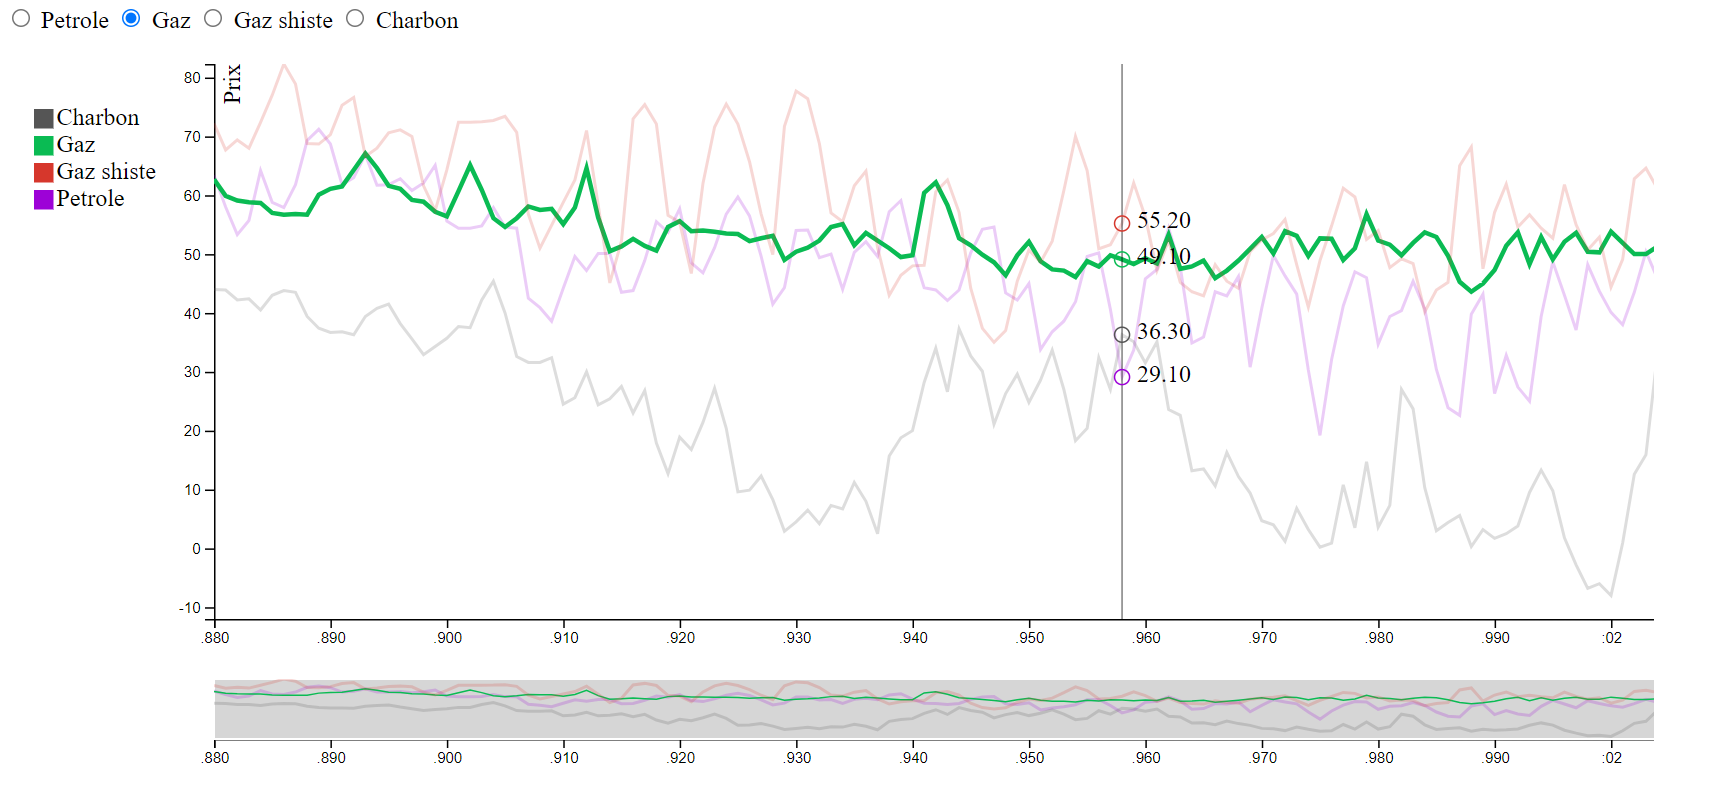 Petrole Gaz Gaz shiste Charbon
Prix
Charbon
Gaz
Gaz shiste
Petrole
80
70
60
50
40
30
20
10
0
-10
55.20
49.10
36.30
29.10
.880 .890 .900 .910 .920 .930 .940 .950 .960 .970 .980 .990 :02
.880 .890 .900 .910 .920 .930 .940 .950 .960 .970 .980 .990 :02